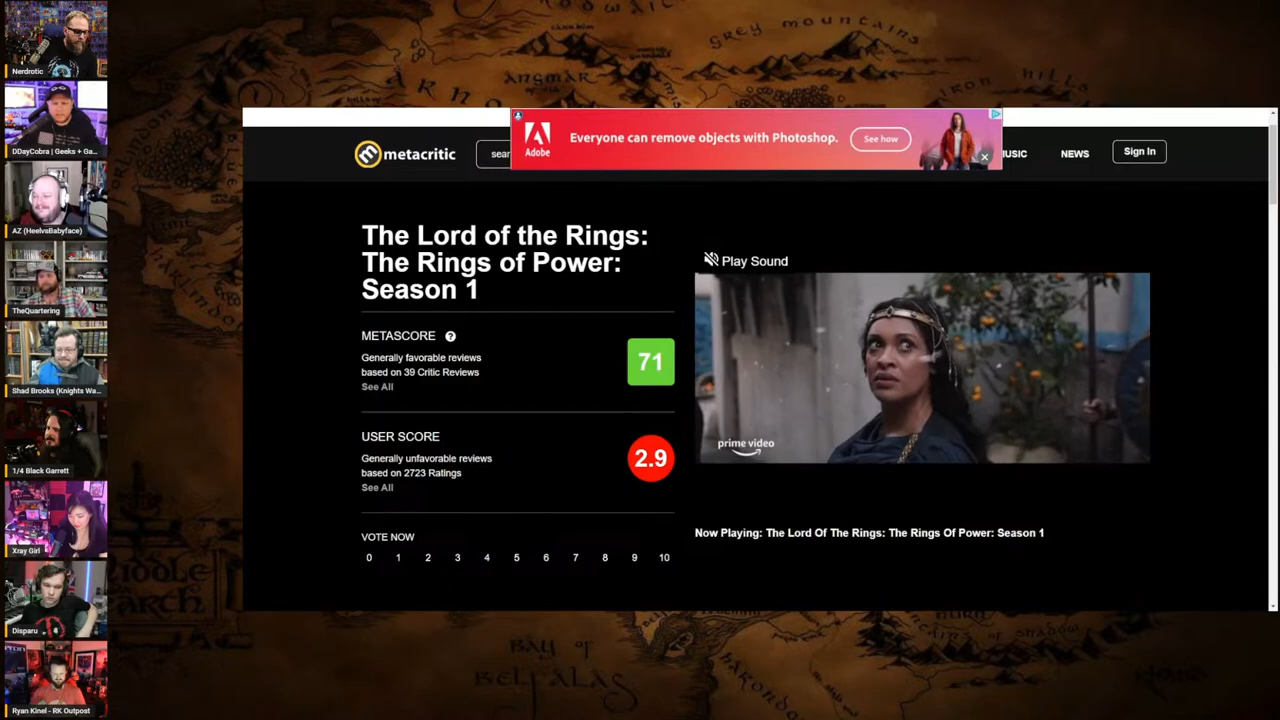 Nerdrotic
DDayCobra | Geeks + Ga...
AZ (HeelvsBabyface)
TheQuartering
Shad Brooks (Knights Wa...
1/4 Black Garrett
Xray Girl
Disparu
Ryan Kinel - RK Outpost
GREY MOUNTAINS
ANGMAR
IRON HILLS
metacritic
sear
Adobe
Everyone can remove objects with Photoshop.
See how
USIC
NEWS
Sign In
The Lord of the Rings:
The Rings of Power:
Season 1
METASCORE ?
Generally favorable reviews
based on 39 Critic Reviews
See All
71
USER SCORE
Generally unfavorable reviews
based on 2723 Ratings
See All
2.9
VOTE NOW
0 1 2 3 4 5 6 7 8 9 10
Play Sound
prime video
Now Playing: The Lord Of The Rings: The Rings Of Power: Season 1
MIDDLE
EARTH
BAY OF
BELFALAS